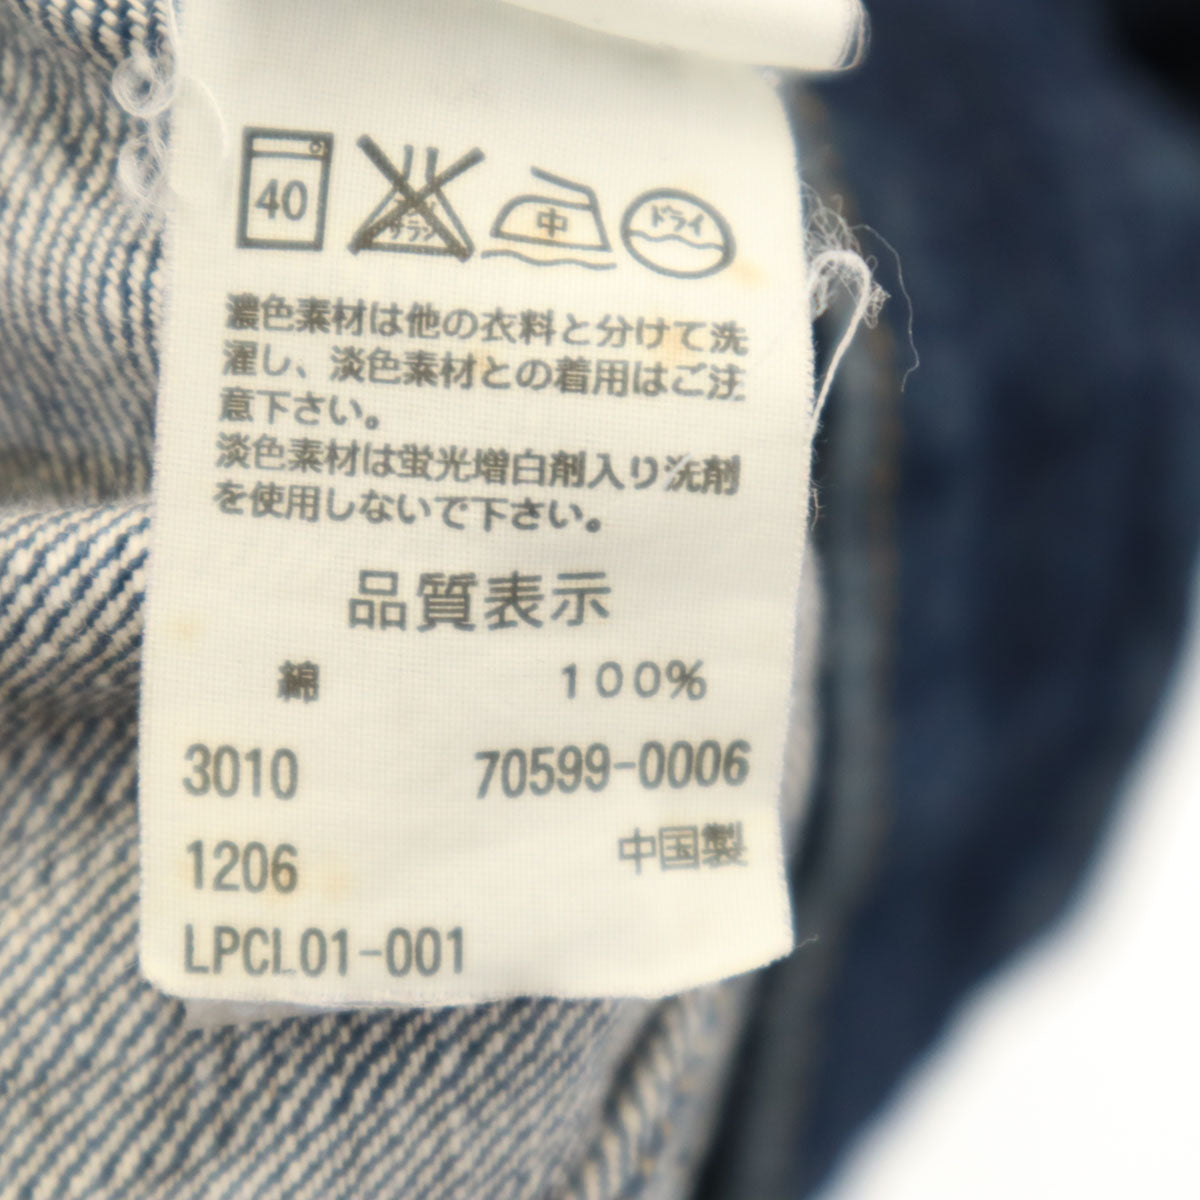 40
中
ドライ
濃色素材は他の衣料と分けて洗
濯し、淡色素材との着用はご注
意下さい。
淡色素材は蛍光増白剤入り洗剤
を使用しないで下さい。
品質表示
綿 100%
3010 70599-0006
1206 中国製
LPCL01-001